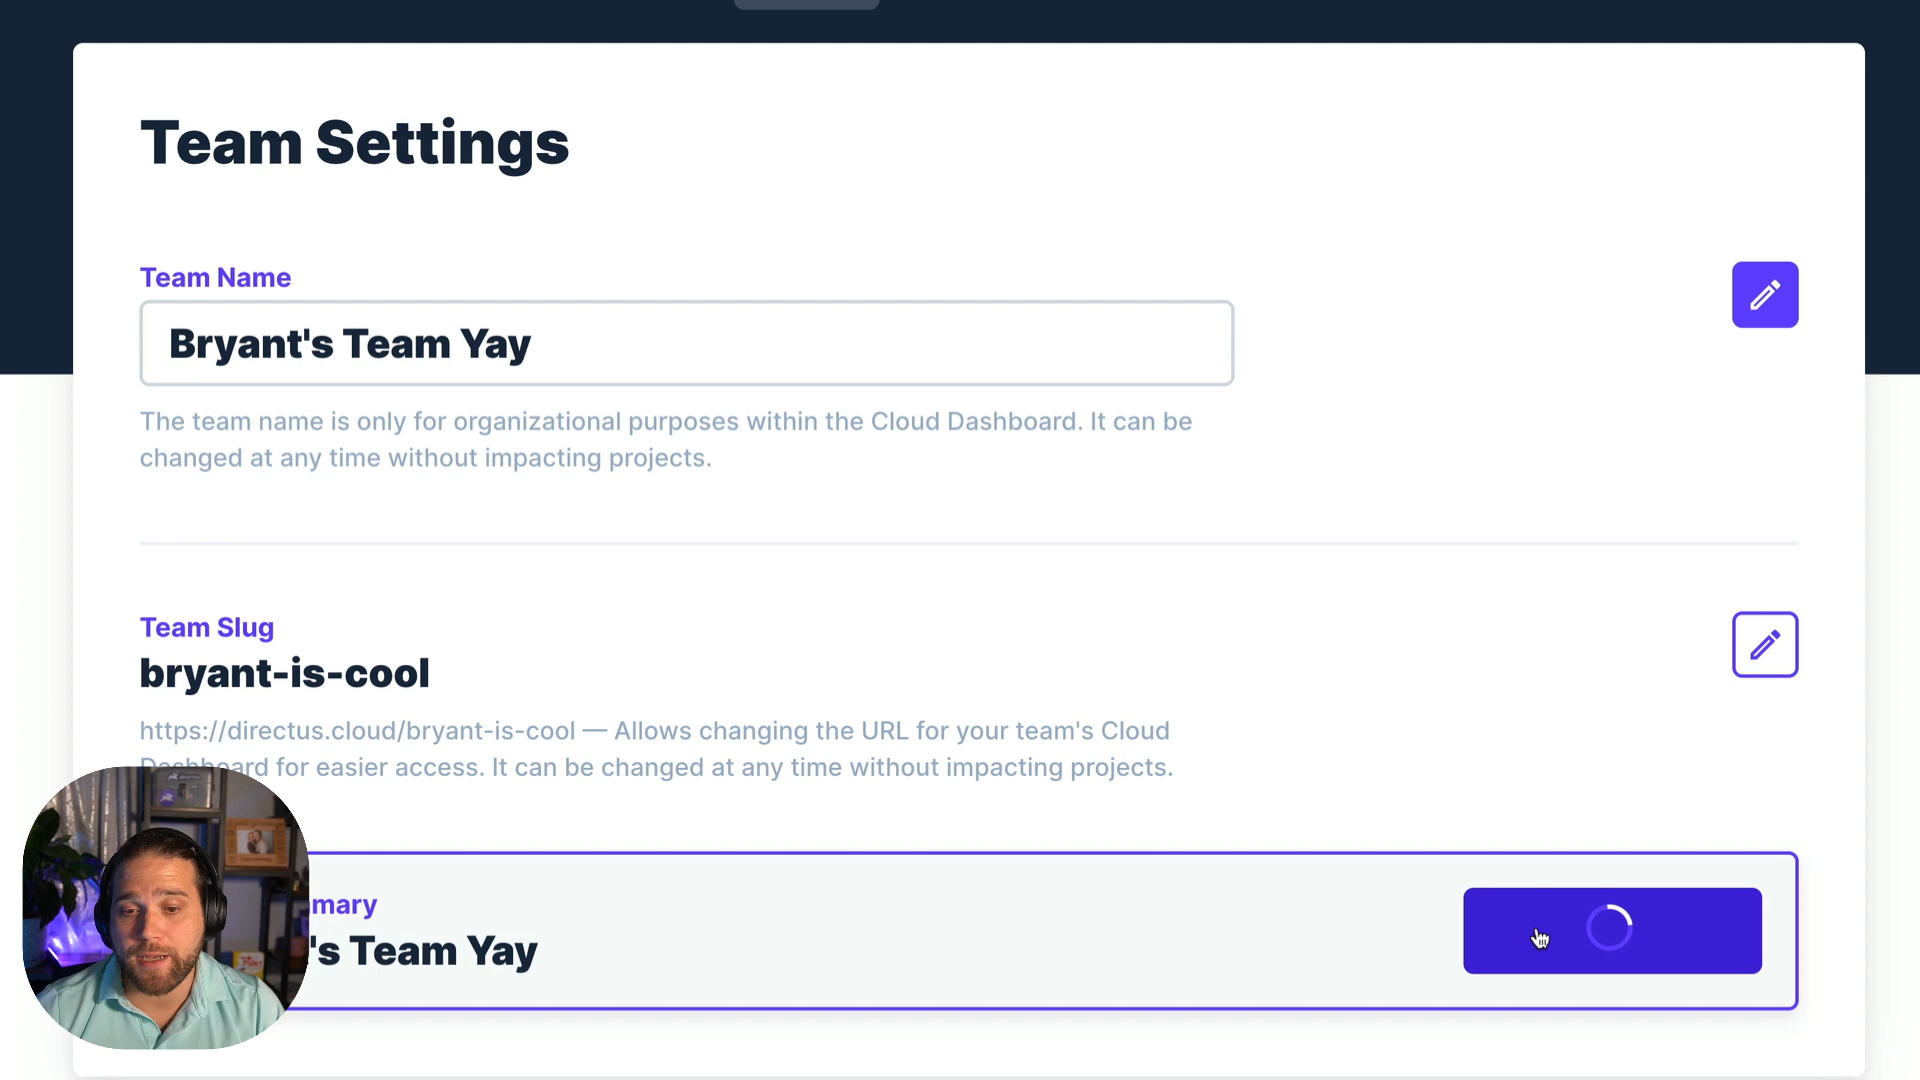 Team Settings
Team Name
Bryant's Team Yay
The team name is only for organizational purposes within the Cloud Dashboard. It can be
changed at any time without impacting projects.
Team Slug
bryant-is-cool
https://directus.cloud/bryant-is-cool — Allows changing the URL for your team's Cloud
Dashboard for easier access. It can be changed at any time without impacting projects.
mary
's Team Yay